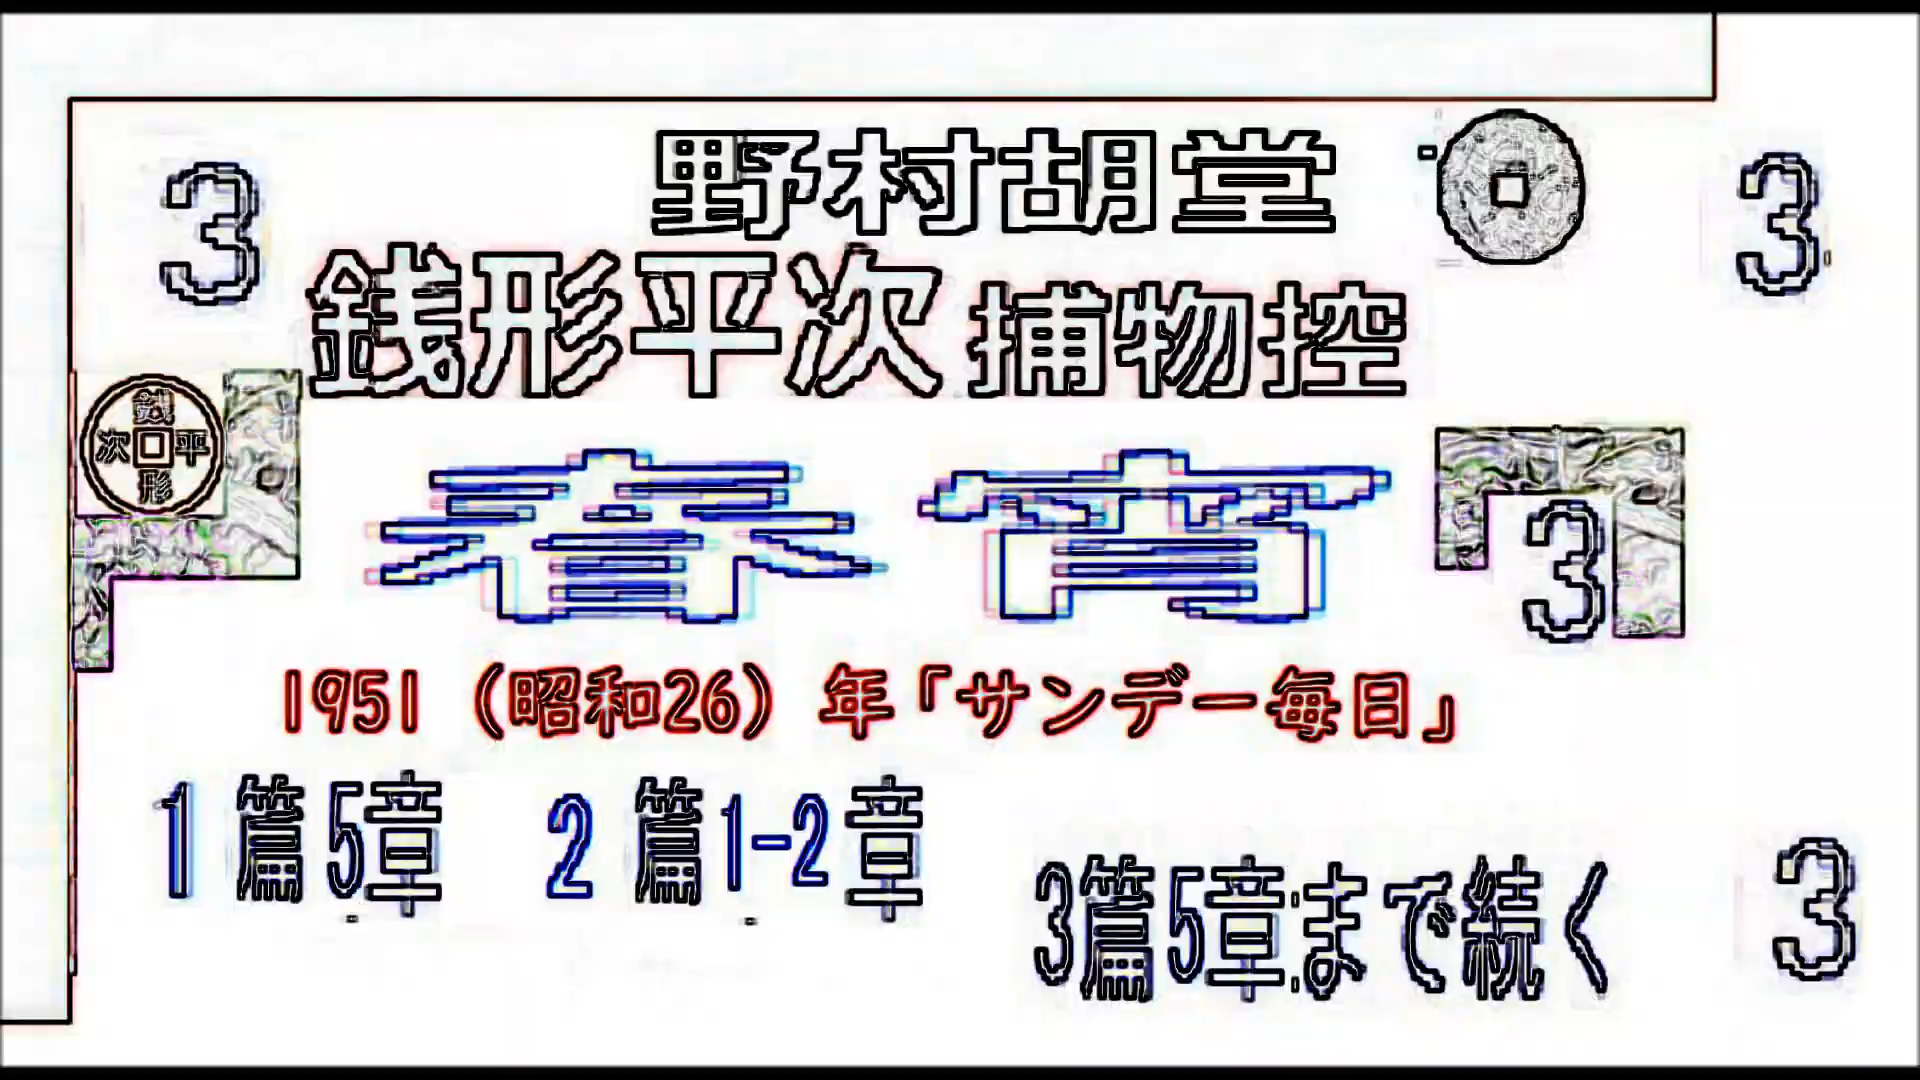 野村胡堂
3
3
銭形平次 捕物控
銭形平次
春宵
3
1951（昭和26）年「サンデー毎日」
1篇5章 2篇1-2章
3篇5章まで続く
3